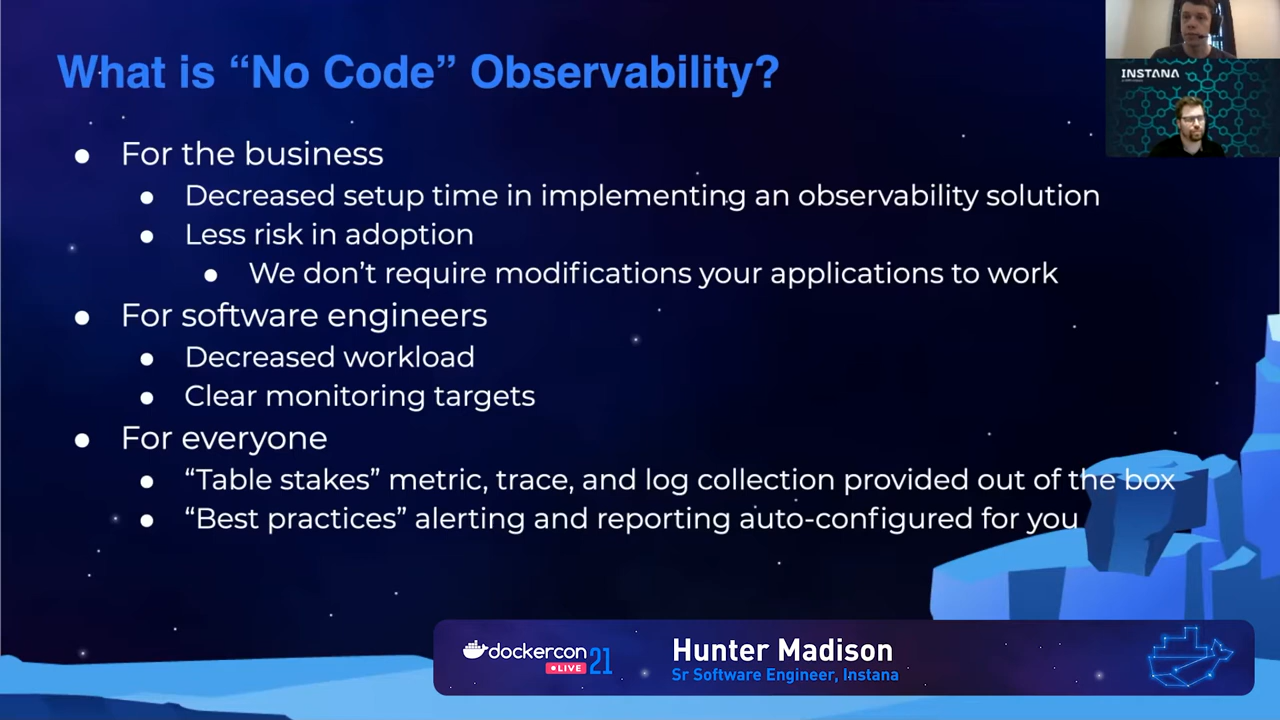 What is “No Code” Observability?
INSTANA
● For the business
● Decreased setup time in implementing an observability solution
● Less risk in adoption
● We don’t require modifications your applications to work
● For software engineers
● Decreased workload
● Clear monitoring targets
● For everyone
● “Table stakes” metric, trace, and log collection provided out of the box
● “Best practices” alerting and reporting auto-configured for you
dockercon
LIVE
21
Hunter Madison
Sr Software Engineer, Instana